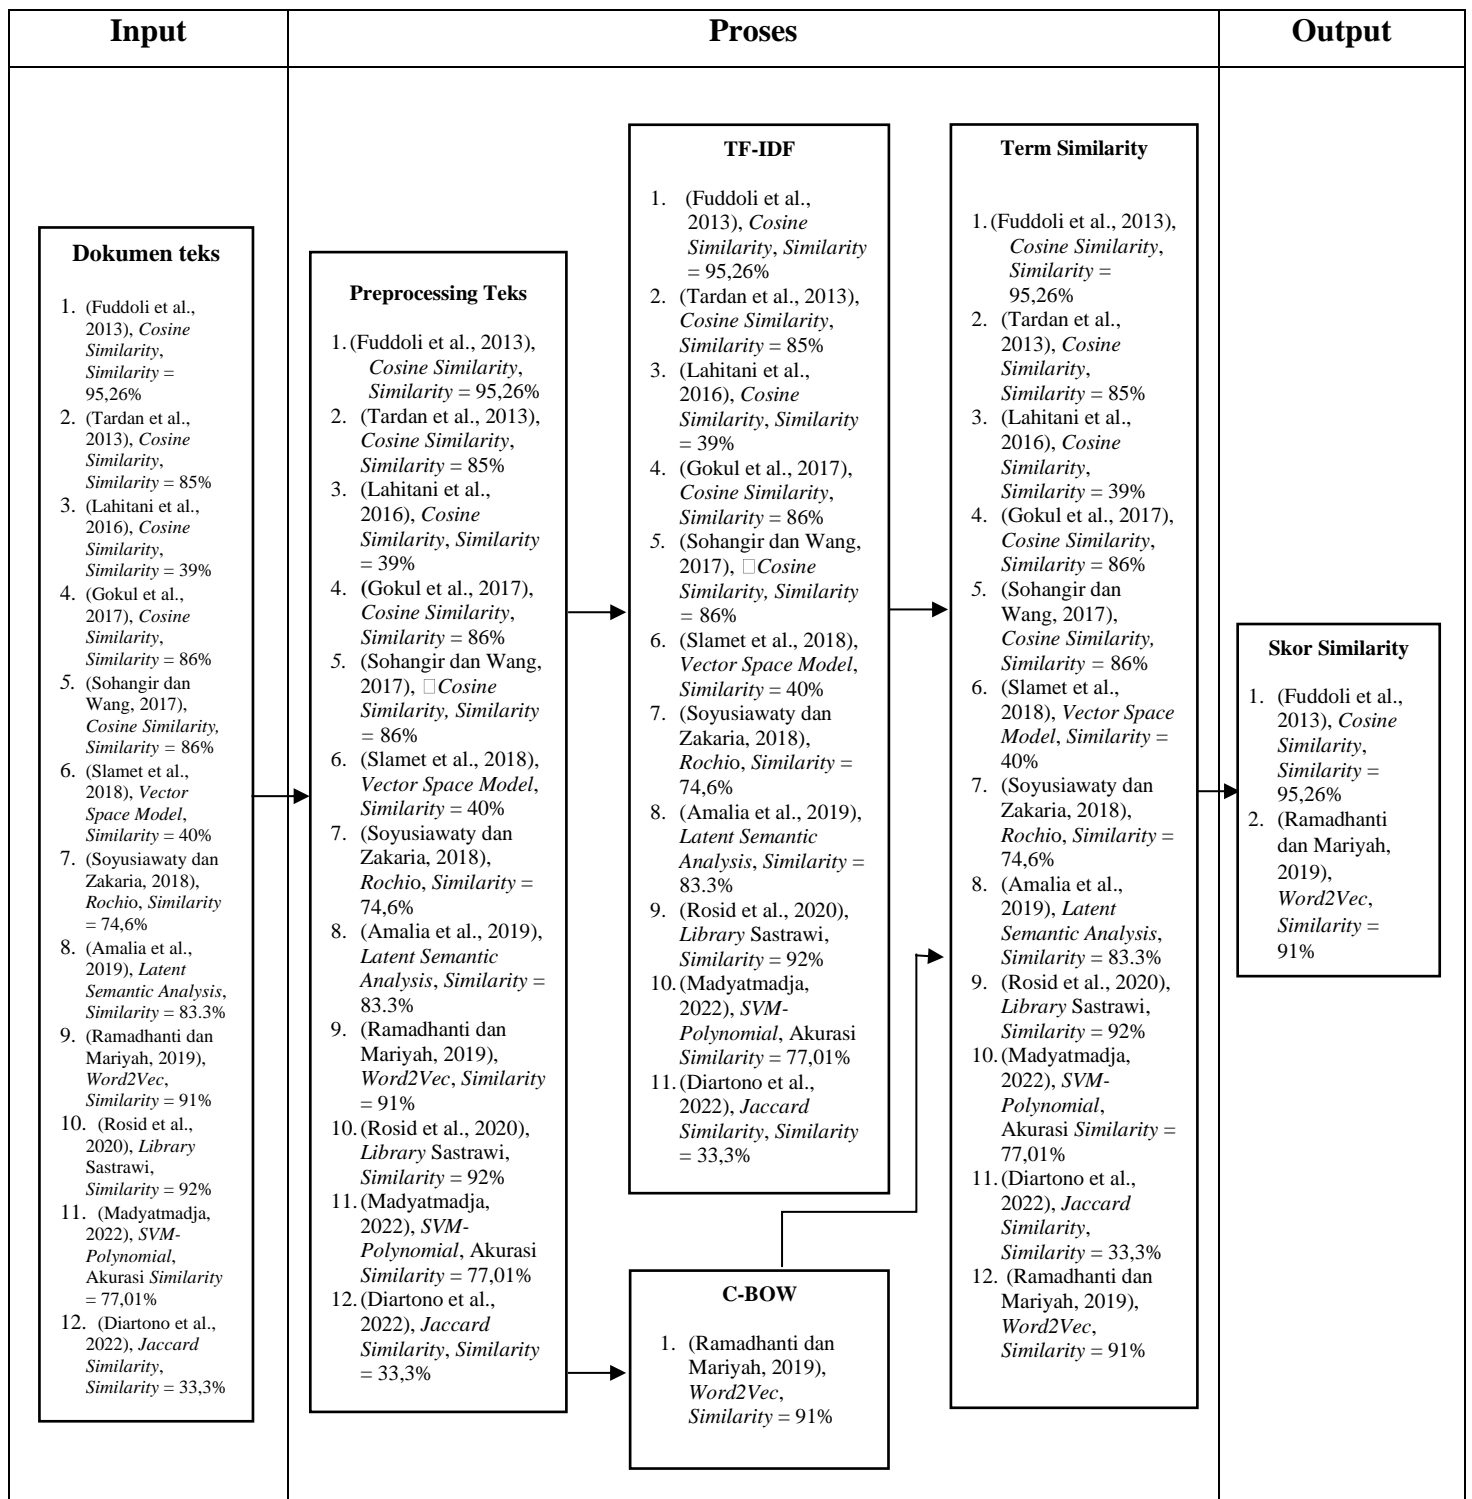 Input
Proses
Output
Dokumen teks
1. (Fuddoli et al.,
2013), Cosine
Similarity,
Similarity =
95,26%
2. (Tardan et al.,
2013), Cosine
Similarity,
Similarity = 85%
3. (Lahitani et al.,
2016), Cosine
Similarity,
Similarity = 39%
4. (Gokul et al.,
2017), Cosine
Similarity,
Similarity = 86%
5. (Sohangir dan
Wang, 2017),
Cosine Similarity,
Similarity = 86%
6. (Slamet et al.,
2018), Vector
Space Model,
Similarity = 40%
7. (Soyusiawaty dan
Zakaria, 2018),
Rochio, Similarity
= 74,6%
8. (Amalia et al.,
2019), Latent
Semantic Analysis,
Similarity = 83.3%
9. (Ramadhanti dan
Mariyah, 2019),
Word2Vec,
Similarity = 91%
10. (Rosid et al.,
2020), Library
Sastrawi,
Similarity = 92%
11. (Madyatmadja,
2022), SVM-
Polynomial,
Akurasi Similarity
= 77,01%
12. (Diartono et al.,
2022), Jaccard
Similarity,
Similarity = 33,3%
Preprocessing Teks
1. (Fuddoli et al., 2013),
Cosine Similarity,
Similarity = 95,26%
2. (Tardan et al., 2013),
Cosine Similarity,
Similarity = 85%
3. (Lahitani et al.,
2016), Cosine
Similarity, Similarity
= 39%
4. (Gokul et al., 2017),
Cosine Similarity,
Similarity = 86%
5. (Sohangir dan Wang,
2017), □Cosine
Similarity, Similarity
= 86%
6. (Slamet et al., 2018),
Vector Space Model,
Similarity = 40%
7. (Soyusiawaty dan
Zakaria, 2018),
Rochio, Similarity =
74,6%
8. (Amalia et al., 2019),
Latent Semantic
Analysis, Similarity =
83.3%
9. (Ramadhanti dan
Mariyah, 2019),
Word2Vec, Similarity
= 91%
10. (Rosid et al., 2020),
Library Sastrawi,
Similarity = 92%
11. (Madyatmadja,
2022), SVM-
Polynomial, Akurasi
Similarity = 77,01%
12. (Diartono et al.,
2022), Jaccard
Similarity, Similarity
= 33,3%
TF-IDF
1. (Fuddoli et al.,
2013), Cosine
Similarity, Similarity
= 95,26%
2. (Tardan et al., 2013),
Cosine Similarity,
Similarity = 85%
3. (Lahitani et al.,
2016), Cosine
Similarity, Similarity
= 39%
4. (Gokul et al., 2017),
Cosine Similarity,
Similarity = 86%
5. (Sohangir dan Wang,
2017), □Cosine
Similarity, Similarity
= 86%
6. (Slamet et al., 2018),
Vector Space Model,
Similarity = 40%
7. (Soyusiawaty dan
Zakaria, 2018),
Rochio, Similarity =
74,6%
8. (Amalia et al., 2019),
Latent Semantic
Analysis, Similarity =
83.3%
9. (Rosid et al., 2020),
Library Sastrawi,
Similarity = 92%
10. (Madyatmadja,
2022), SVM-
Polynomial, Akurasi
Similarity = 77,01%
11. (Diartono et al.,
2022), Jaccard
Similarity, Similarity
= 33,3%
C-BOW
1. (Ramadhanti dan
Mariyah, 2019),
Word2Vec,
Similarity = 91%
Term Similarity
1. (Fuddoli et al., 2013),
Cosine Similarity,
Similarity =
95,26%
2. (Tardan et al.,
2013), Cosine
Similarity,
Similarity = 85%
3. (Lahitani et al.,
2016), Cosine
Similarity,
Similarity = 39%
4. (Gokul et al., 2017),
Cosine Similarity,
Similarity = 86%
5. (Sohangir dan
Wang, 2017),
Cosine Similarity,
Similarity = 86%
6. (Slamet et al.,
2018), Vector Space
Model, Similarity =
40%
7. (Soyusiawaty dan
Zakaria, 2018),
Rochio, Similarity =
74,6%
8. (Amalia et al.,
2019), Latent
Semantic Analysis,
Similarity = 83.3%
9. (Rosid et al., 2020),
Library Sastrawi,
Similarity = 92%
10. (Madyatmadja,
2022), SVM-
Polynomial,
Akurasi Similarity =
77,01%
11. (Diartono et al.,
2022), Jaccard
Similarity,
Similarity = 33,3%
12. (Ramadhanti dan
Mariyah, 2019),
Word2Vec,
Similarity = 91%
Skor Similarity
1. (Fuddoli et al.,
2013), Cosine
Similarity,
Similarity =
95,26%
2. (Ramadhanti
dan Mariyah,
2019),
Word2Vec,
Similarity =
91%